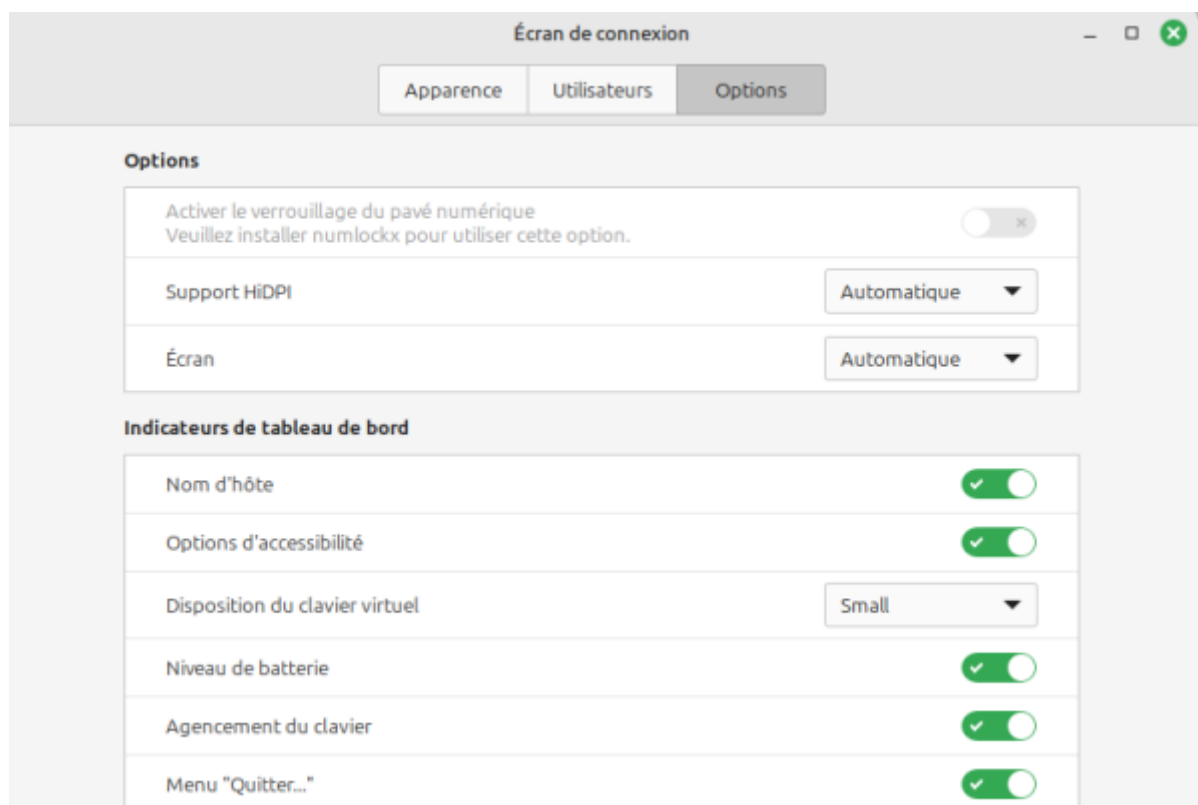 Écran de connexion
Apparence
Utilisateurs
Options
Options
Activer le verrouillage du pavé numérique
Veuillez installer numlockx pour utiliser cette option.
Support HiDPI
Automatique
Écran
Automatique
Indicateurs de tableau de bord
Nom d'hôte
Options d'accessibilité
Disposition du clavier virtuel
Small
Niveau de batterie
Agencement du clavier
Menu "Quitter..."